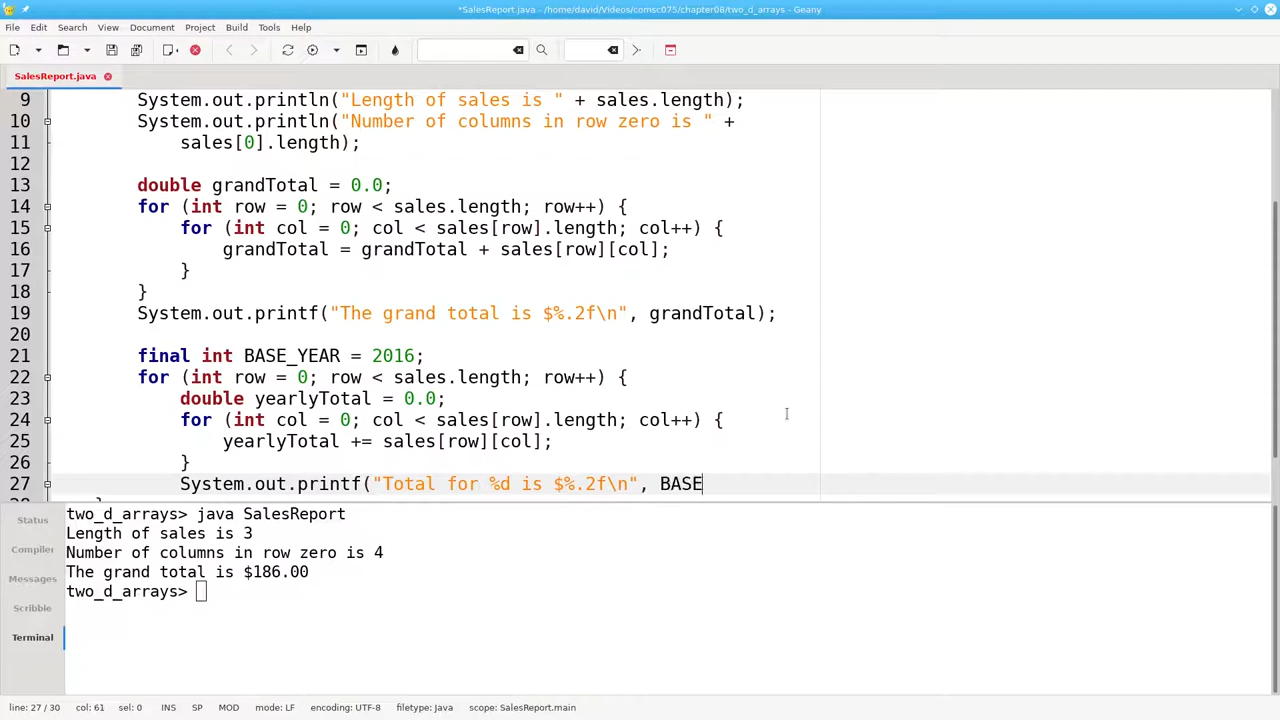 *SalesReport.java - /home/david/Videos/comsc075/chapter08/two_d_arrays - Geany
File Edit Search View Document Project Build Tools Help
SalesReport.java
9 System.out.println("Length of sales is " + sales.length);
10 System.out.println("Number of columns in row zero is " +
11 sales[0].length);
12
13 double grandTotal = 0.0;
14 for (int row = 0; row < sales.length; row++) {
15 for (int col = 0; col < sales[row].length; col++) {
16 grandTotal = grandTotal + sales[row][col];
17 }
18 }
19 System.out.printf("The grand total is $%.2f\n", grandTotal);
20
21 final int BASE_YEAR = 2016;
22 for (int row = 0; row < sales.length; row++) {
23 double yearlyTotal = 0.0;
24 for (int col = 0; col < sales[row].length; col++) {
25 yearlyTotal += sales[row][col];
26 }
27 System.out.printf("Total for %d is $%.2f\n", BASE
Status
Compiler
Messages
Scribble
Terminal
two_d_arrays> java SalesReport
Length of sales is 3
Number of columns in row zero is 4
The grand total is $186.00
two_d_arrays>
line: 27 / 30 col: 61 sel: 0 INS SP MOD mode: LF encoding: UTF-8 filetype: Java scope: SalesReport.main